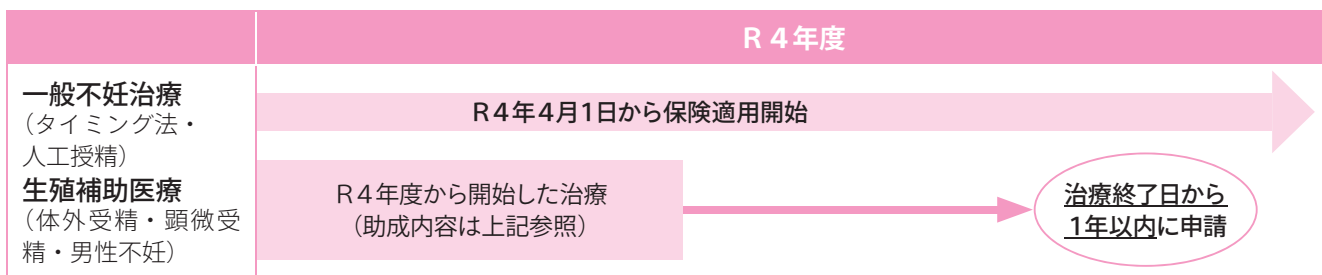 R 4年度
一般不妊治療
（タイミング法・
人工授精）
生殖補助医療
（体外受精・顕微受
精・男性不妊）
R4年4月1日から保険適用開始
R4年度から開始した治療
（助成内容は上記参照）
治療終了日から
1年以内に申請